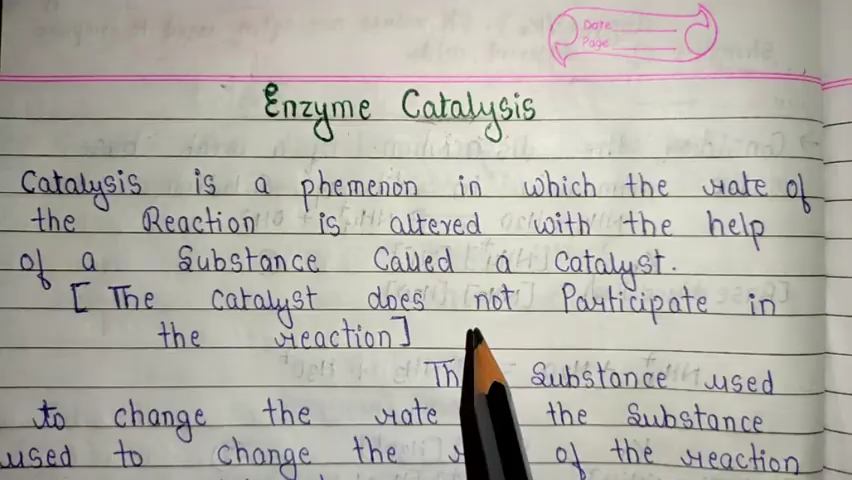 Date
Page
Enzyme Catalysis
Catalysis is a phemenon in which the rate of
the Reaction is altered with the help
of a Substance Called a Catalyst.
[ The catalyst does not Participate in
the reaction]
Substance used
to change the rate the Substance
used to change the of the reaction